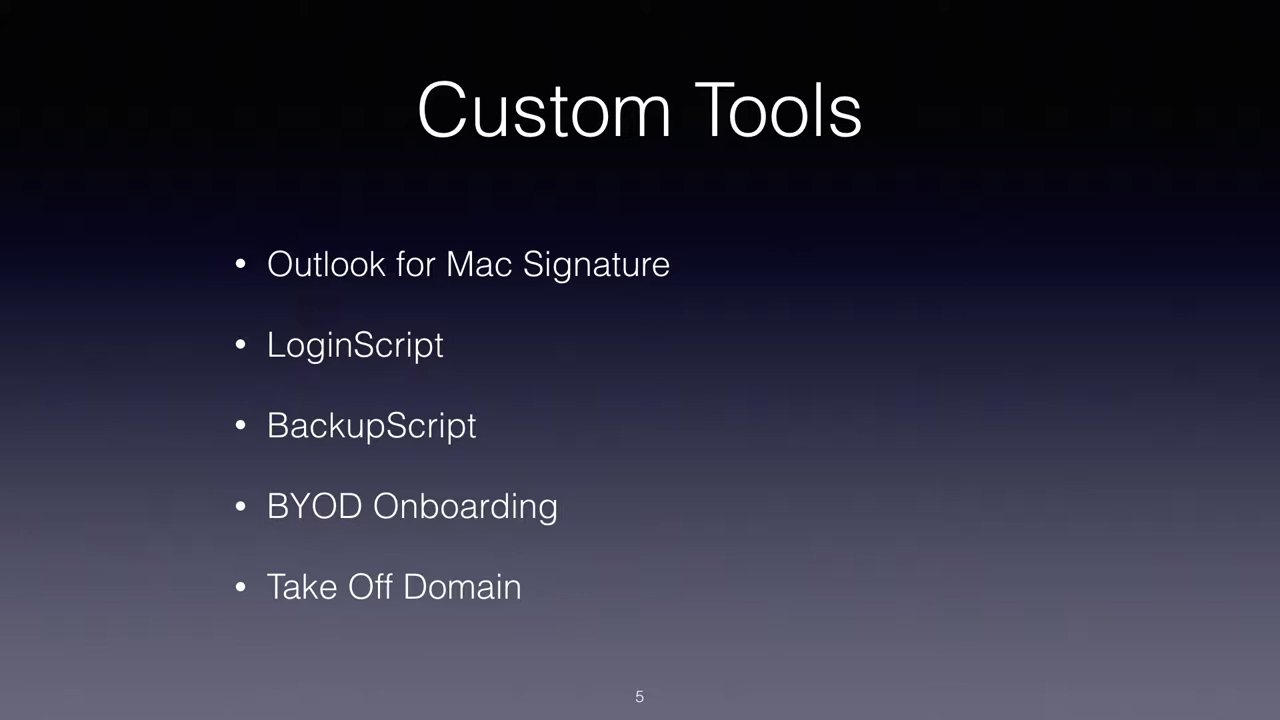 Custom Tools
• Outlook for Mac Signature
• LoginScript
• BackupScript
• BYOD Onboarding
• Take Off Domain
5